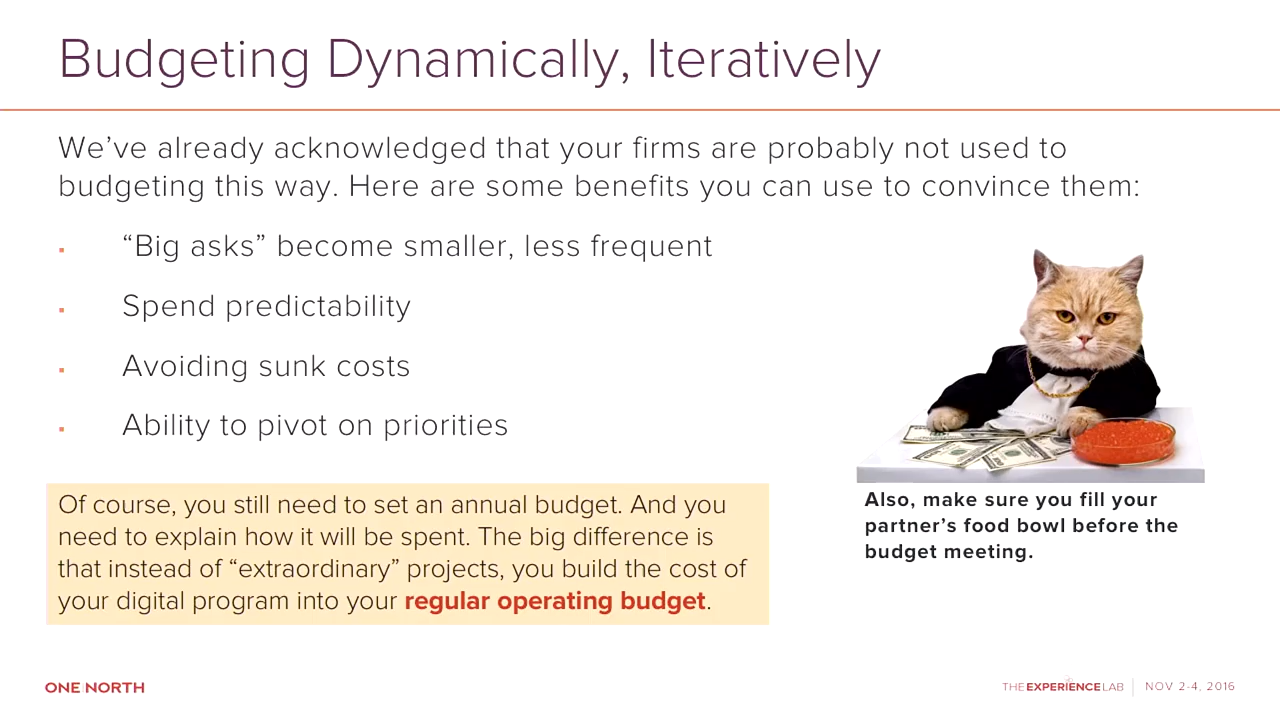 Budgeting Dynamically, Iteratively
We’ve already acknowledged that your firms are probably not used to
budgeting this way. Here are some benefits you can use to convince them:
▪ “Big asks” become smaller, less frequent
▪ Spend predictability
▪ Avoiding sunk costs
▪ Ability to pivot on priorities
Of course, you still need to set an annual budget. And you
need to explain how it will be spent. The big difference is
that instead of “extraordinary” projects, you build the cost of
your digital program into your regular operating budget.
Also, make sure you fill your
partner’s food bowl before the
budget meeting.
ONE NORTH
THE EXPERIENCE LAB | NOV 2-4, 2016